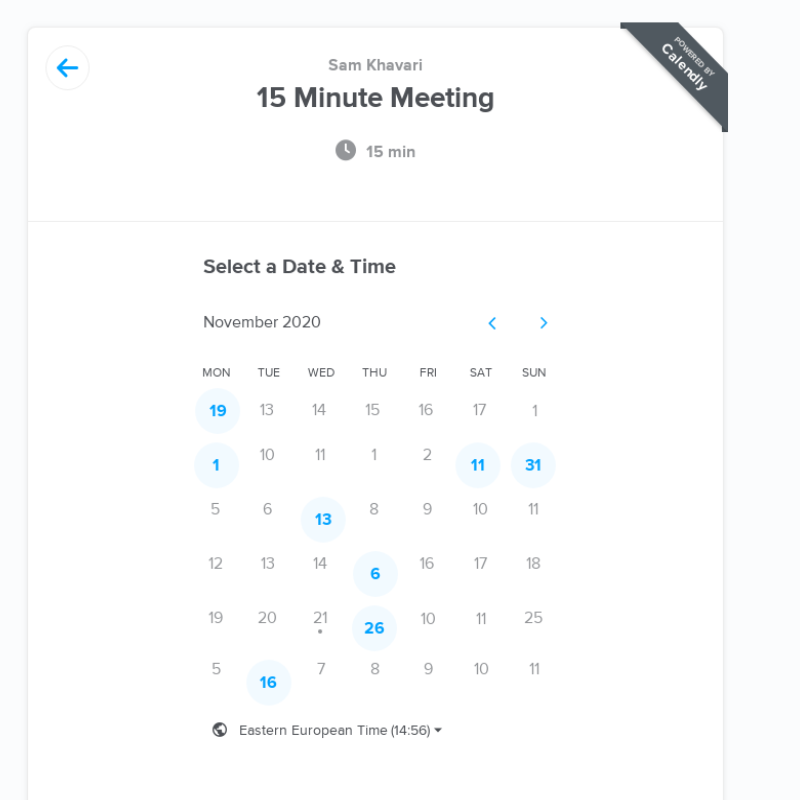 POWERED BY
Calendly
Sam Khavari
15 Minute Meeting
15 min
Select a Date & Time
November 2020
MON TUE WED THU FRI SAT SUN
19 13 14 15 16 17 1
1 10 11 1 2 11 31
5 6 13 8 9 10 11
12 13 14 6 16 17 18
19 20 21 26 10 11 25
5 16 7 8 9 10 11
Eastern European Time (14:56)